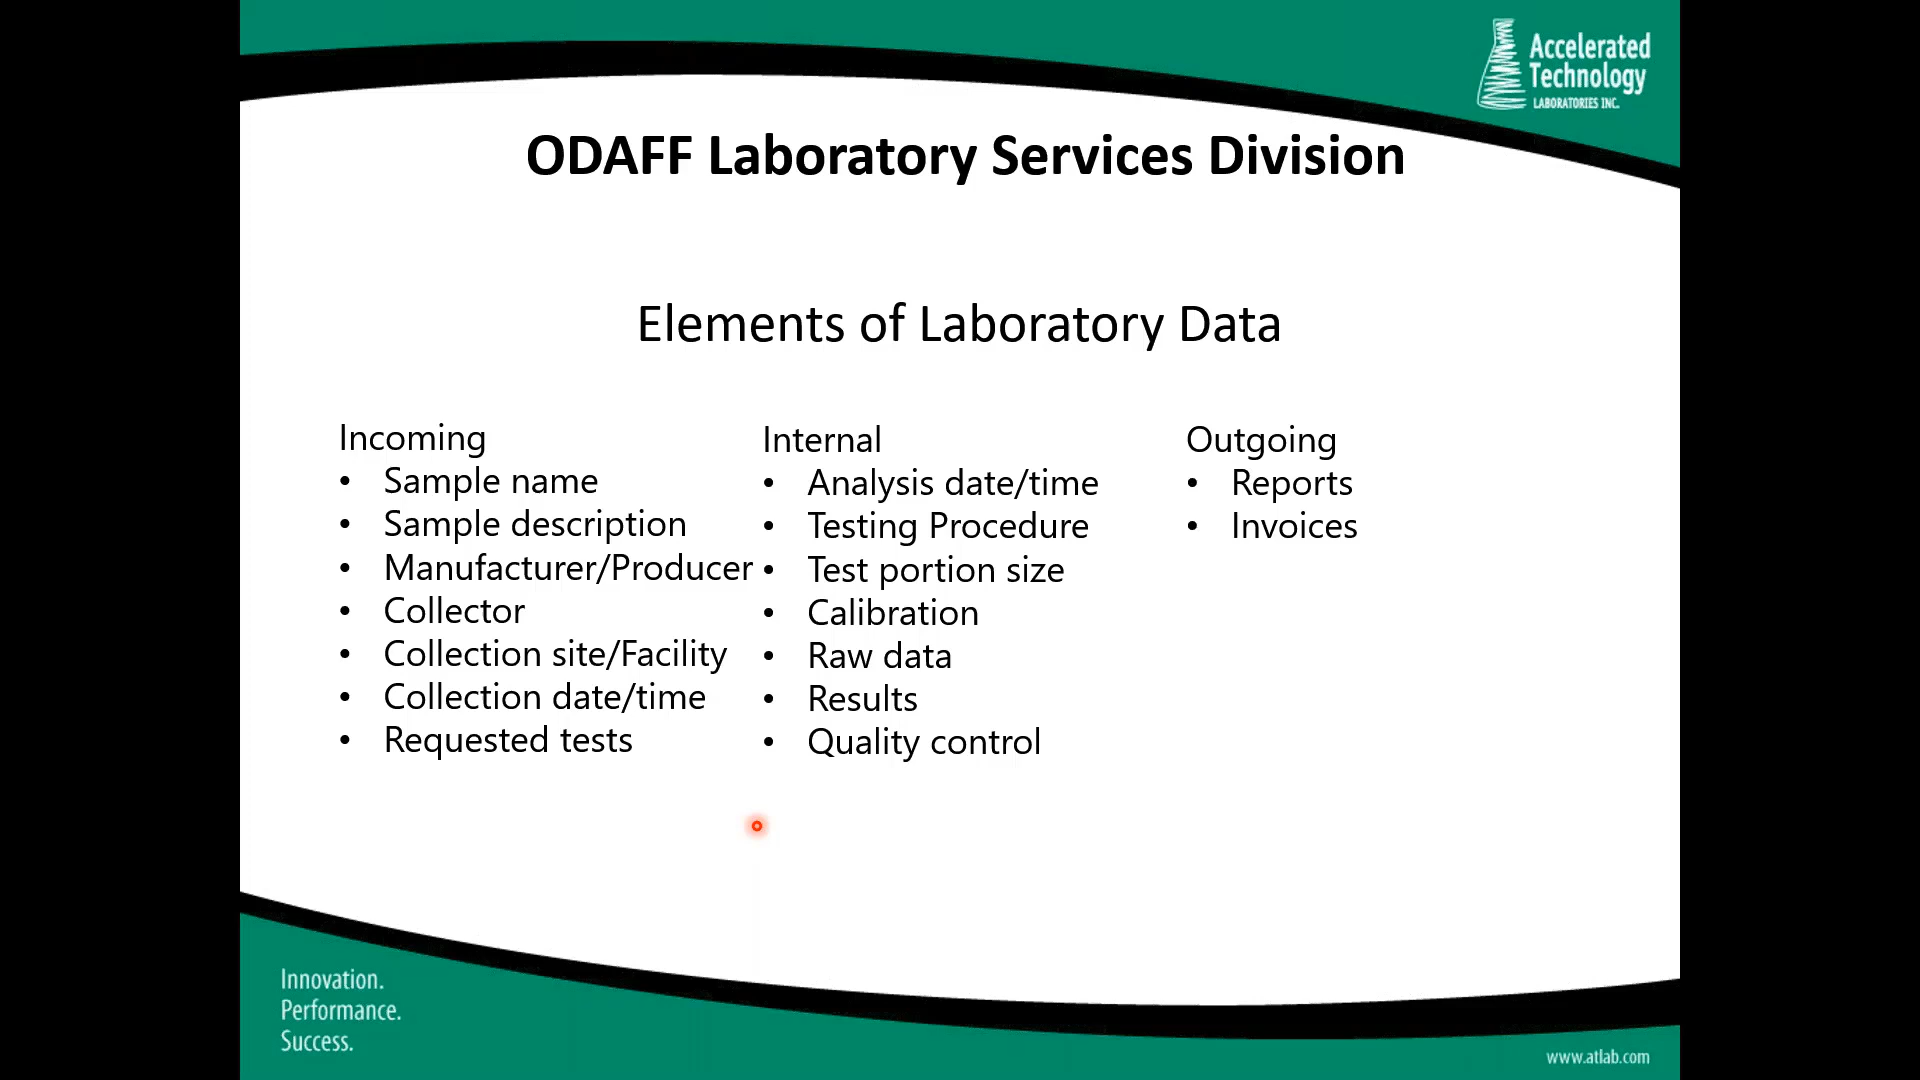 Accelerated
Technology
LABORATORIES INC.
ODAFF Laboratory Services Division
Elements of Laboratory Data
Incoming
• Sample name
• Sample description
• Manufacturer/Producer
• Collector
• Collection site/Facility
• Collection date/time
• Requested tests
Internal
• Analysis date/time
• Testing Procedure
• Test portion size
• Calibration
• Raw data
• Results
• Quality control
Outgoing
• Reports
• Invoices
Innovation.
Performance.
Success.
www.atlab.com